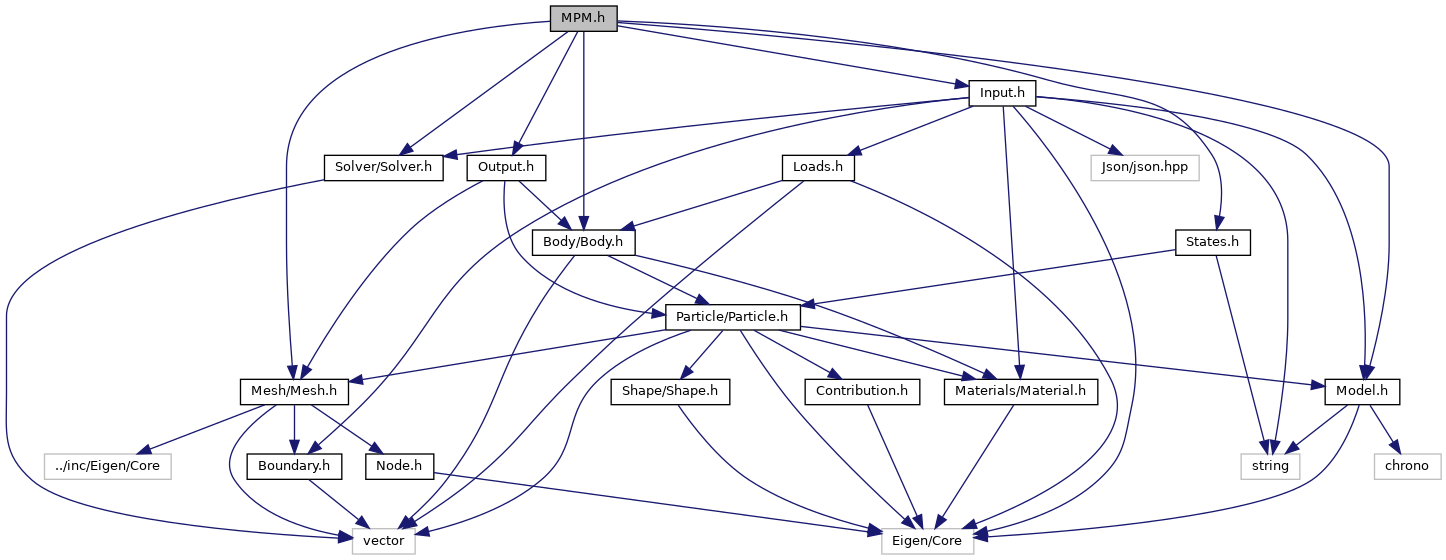 MPM.h
Input.h
Solver/Solver.h
Output.h
Loads.h
Json/json.hpp
Body/Body.h
States.h
Particle/Particle.h
Mesh/Mesh.h
Shape/Shape.h
Contribution.h
Materials/Material.h
Model.h
../inc/Eigen/Core
Boundary.h
Node.h
string
chrono
vector
Eigen/Core